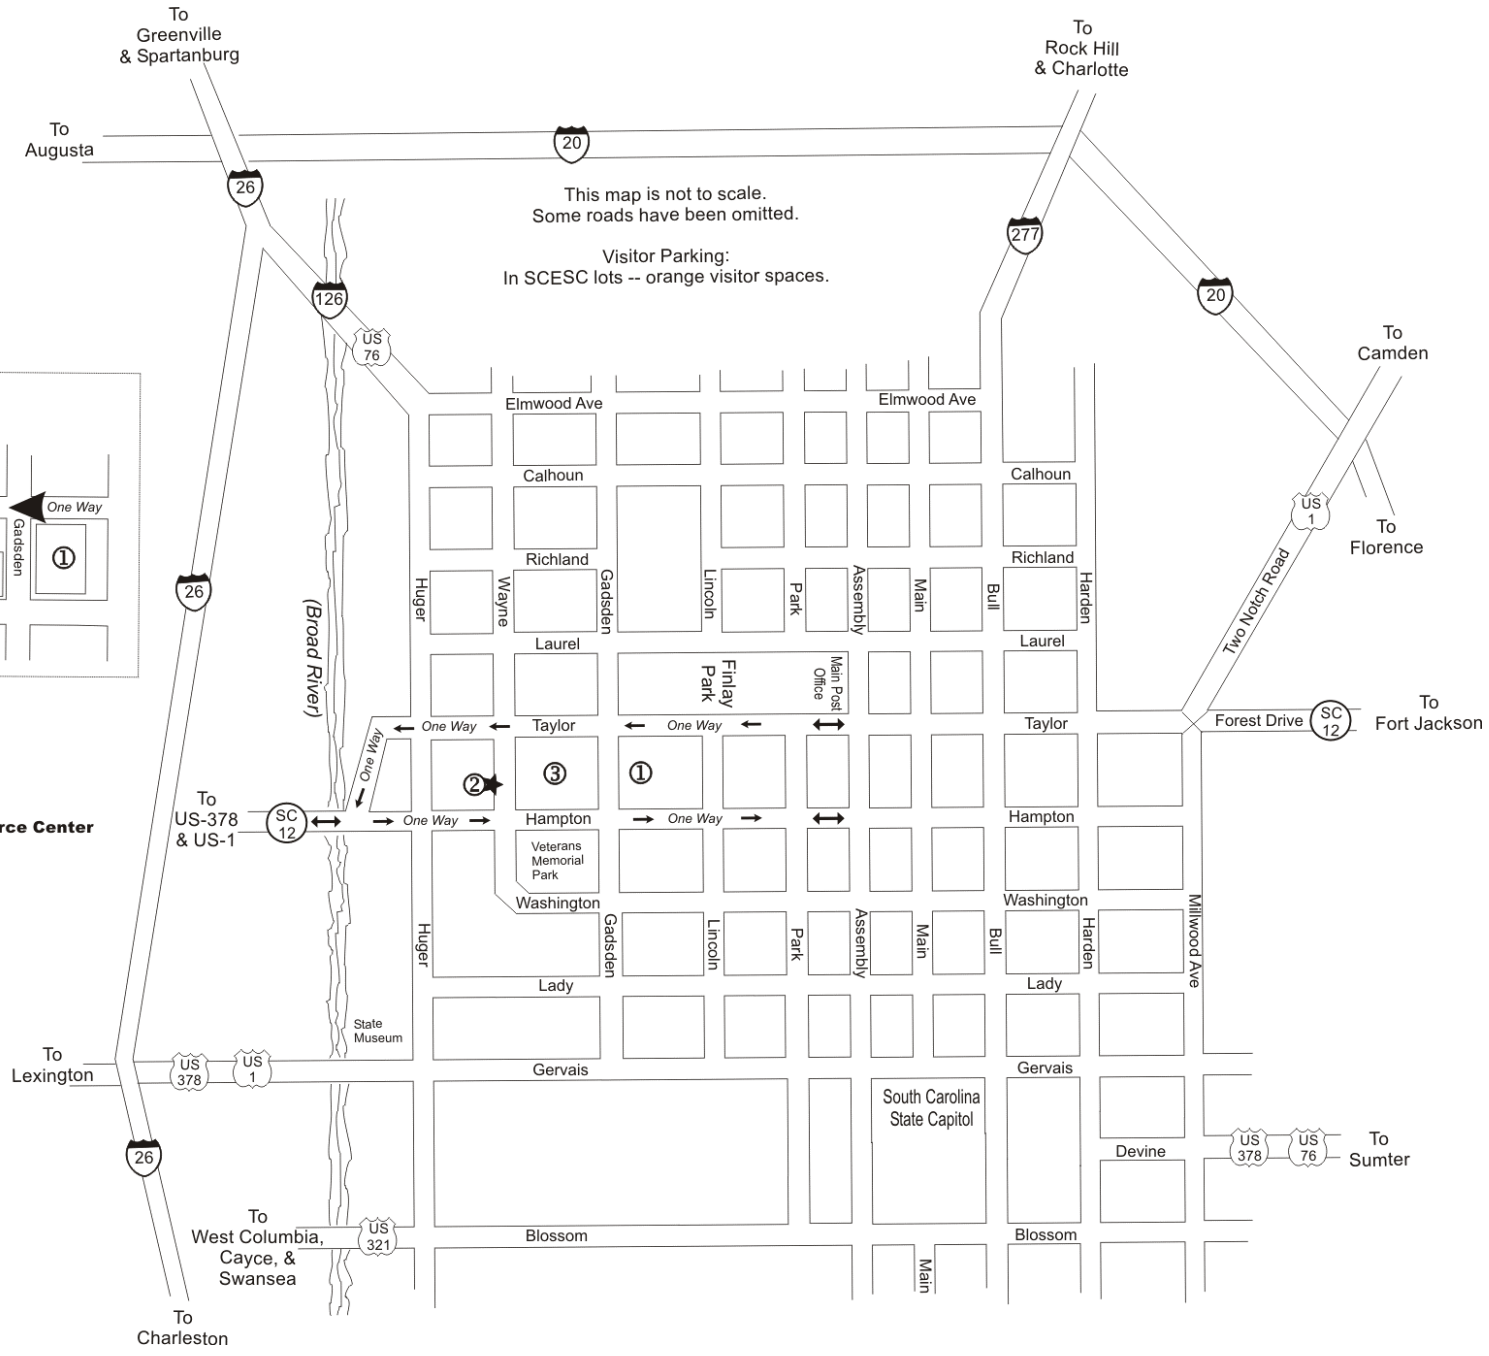 To
Greenville
& Spartanburg
To
Rock Hill
& Charlotte
To
Augusta
20
26
This map is not to scale.
Some roads have been omitted.
277
Visitor Parking:
In SCESC lots -- orange visitor spaces.
126
20
US
76
To
Camden
Elmwood Ave
Elmwood Ave
Calhoun
Calhoun
One Way
Gadsden
1
US
1
To
Florence
Richland
Richland
26
Huger
Wayne
Gadsden
Lincoln
Park
Assembly
Main
Bull
Harden
Two Notch Road
(Broad River)
Laurel
Laurel
Finlay
Park
Main Post
Office
One Way
Taylor
One Way
Taylor
Forest Drive
SC
12
To
Fort Jackson
One Way
2
3
1
To
US-378
& US-1
SC
12
One Way
Hampton
One Way
Hampton
rce Center
Veterans
Memorial
Park
Washington
Washington
Huger
Gadsden
Lincoln
Park
Assembly
Main
Bull
Harden
Millwood Ave
Lady
Lady
State
Museum
To
Lexington
US
378
US
1
Gervais
Gervais
South Carolina
State Capitol
26
Devine
US
378
US
76
To
Sumter
To
West Columbia,
Cayce, &
Swansea
US
321
Blossom
Blossom
Main
To
Charleston